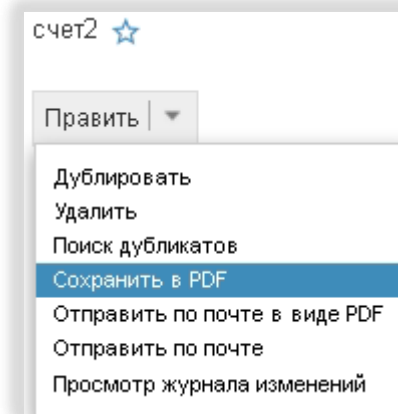 счет2
Править
Дублировать
Удалить
Поиск дубликатов
Сохранить в PDF
Отправить по почте в виде PDF
Отправить по почте
Просмотр журнала изменений